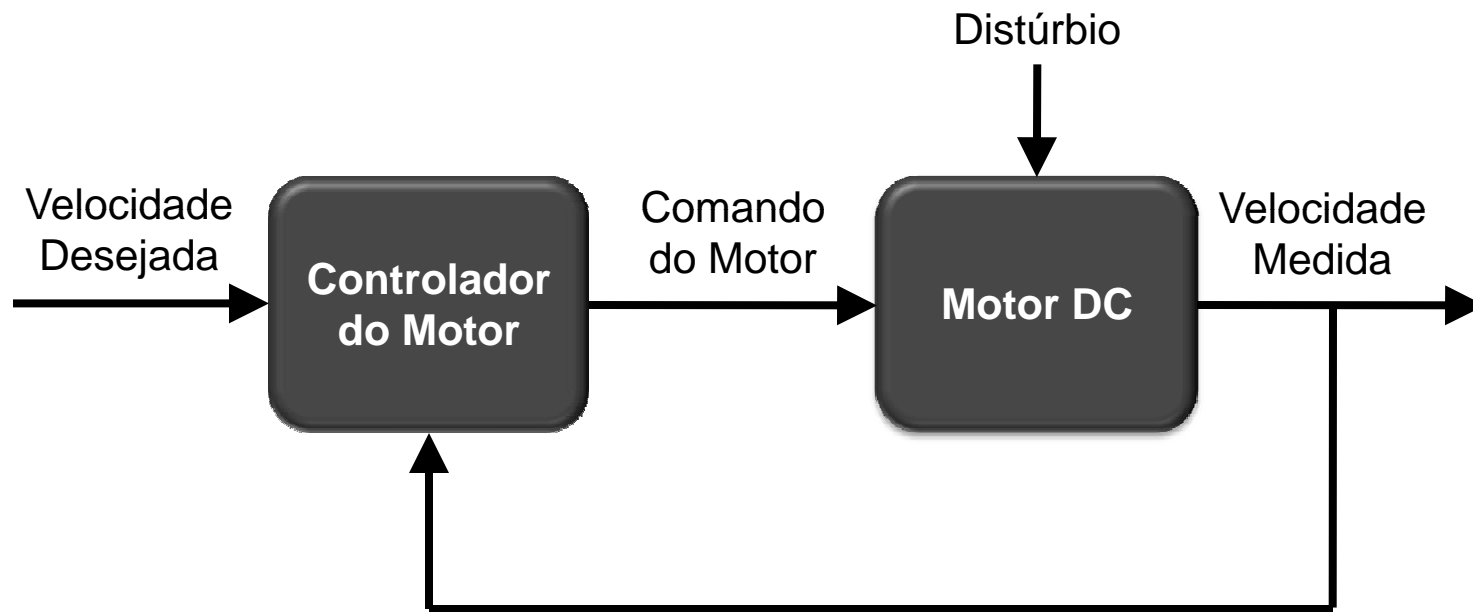 Distúrbio
Velocidade
Desejada
Controlador
do Motor
Comando
do Motor
Motor DC
Velocidade
Medida